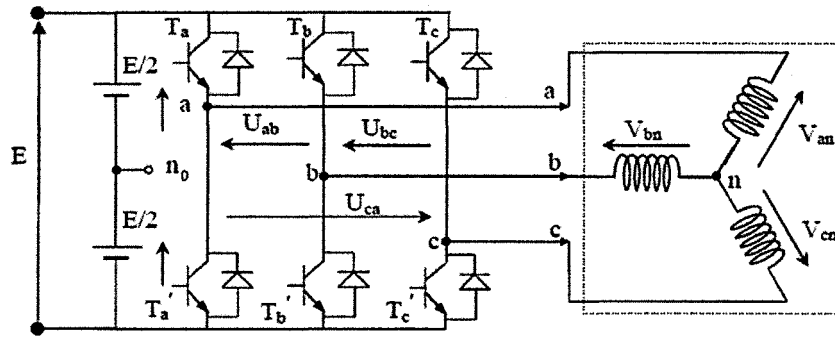 Ta
Tb
Tc
E/2
a
a
Uab
Ubc
Vbn
Van
E
n0
b
b
n
Uca
E/2
c
c
Vcn
Ta'
Tb'
Tc'